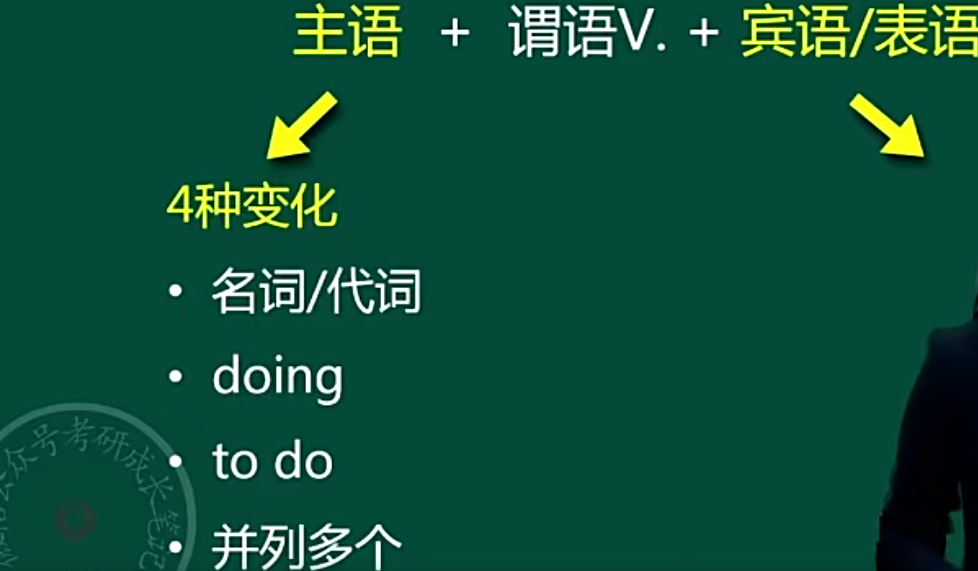 主语 + 谓语V. + 宾语/表语
4种变化
• 名词/代词
• doing
• to do
• 并列多个
众号考研成长笔记